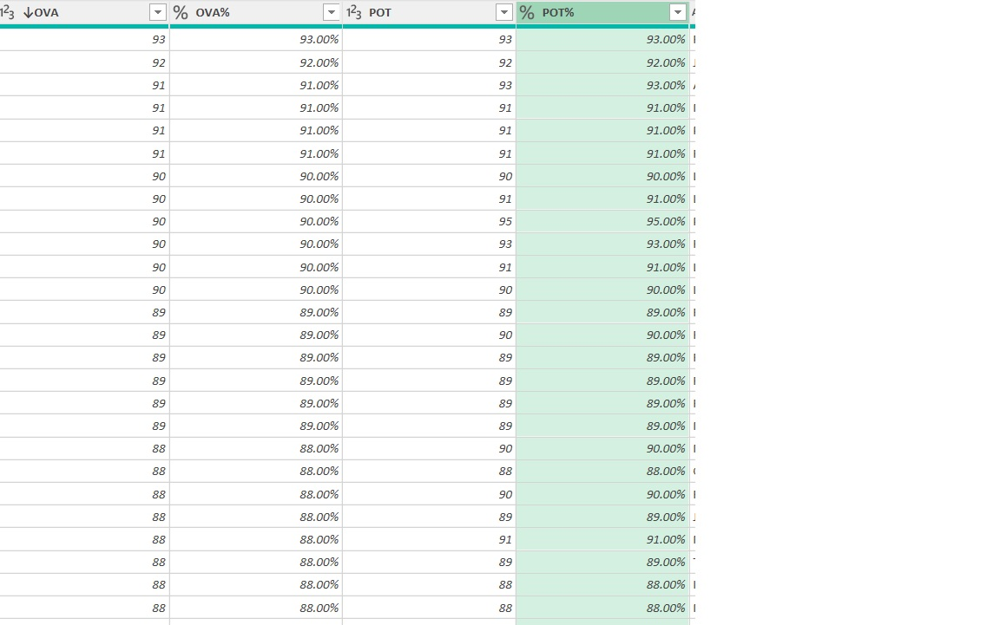 1²3 ↓OVA % OVA% 1²3 POT % POT%
93 93.00% 93 93.00%
92 92.00% 92 92.00%
91 91.00% 93 93.00%
91 91.00% 91 91.00%
91 91.00% 91 91.00%
91 91.00% 91 91.00%
90 90.00% 90 90.00%
90 90.00% 91 91.00%
90 90.00% 95 95.00%
90 90.00% 93 93.00%
90 90.00% 91 91.00%
90 90.00% 90 90.00%
89 89.00% 89 89.00%
89 89.00% 90 90.00%
89 89.00% 89 89.00%
89 89.00% 89 89.00%
89 89.00% 89 89.00%
89 89.00% 89 89.00%
88 88.00% 90 90.00%
88 88.00% 88 88.00%
88 88.00% 90 90.00%
88 88.00% 89 89.00%
88 88.00% 91 91.00%
88 88.00% 89 89.00%
88 88.00% 88 88.00%
88 88.00% 88 88.00%